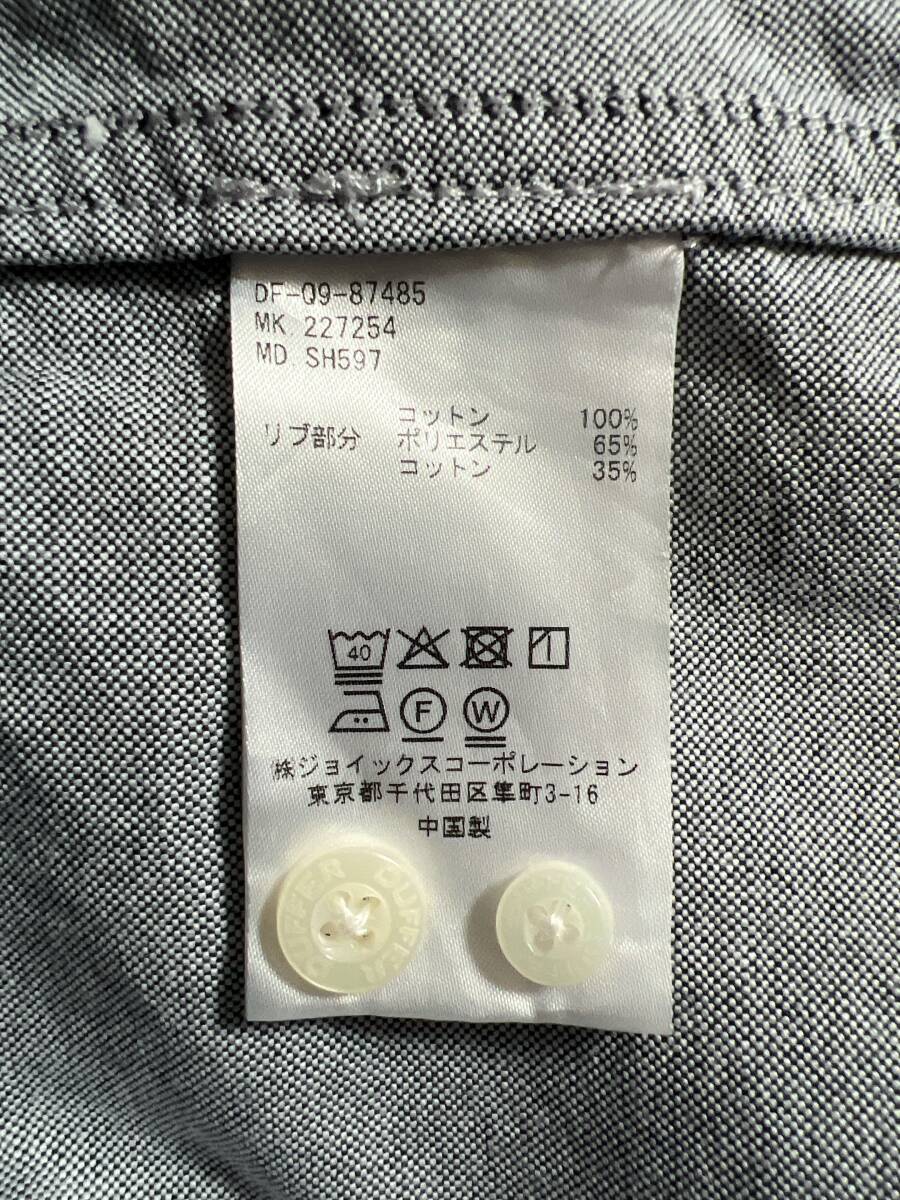 DF-09-87485
MK 227254
MD SH597
コットン 100%
リブ部分 ポリエステル 65%
コットン 35%
40
F W
㈱ジョイックスコーポレーション
東京都千代田区隼町3-16
中国製
DUFFER DUFFER